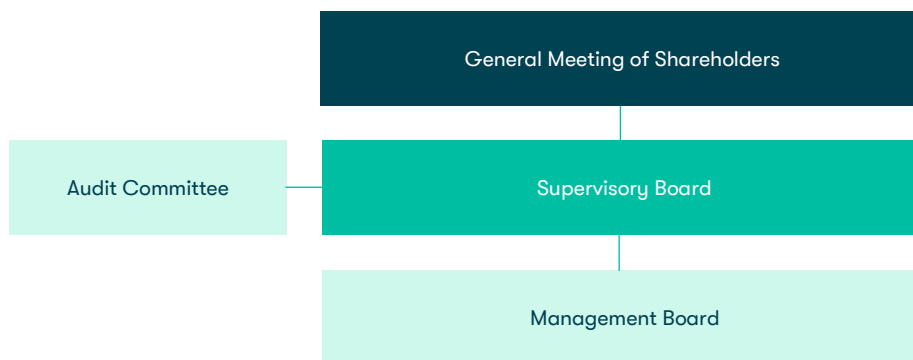 General Meeting of Shareholders
Audit Committee
Supervisory Board
Management Board